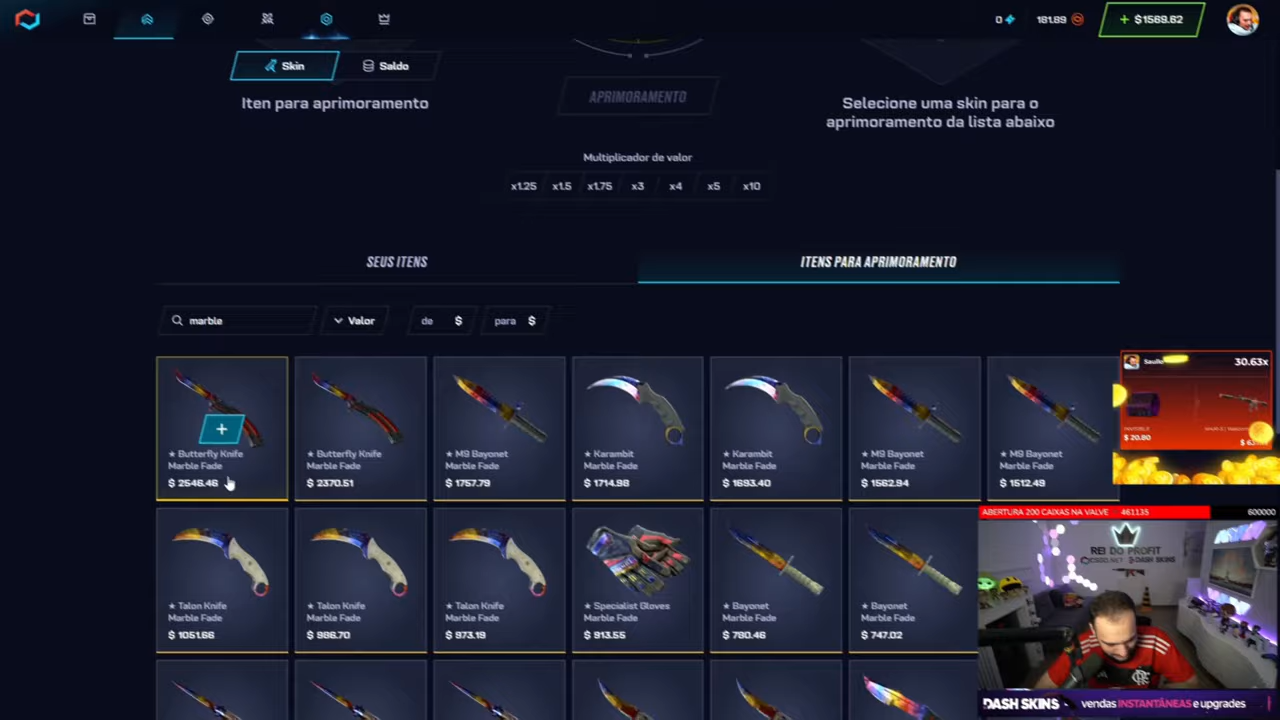 0
181.89
+ $1569.62
Skin
Saldo
Iten para aprimoramento
APRIMORAMENTO
Selecione uma skin para o
aprimoramento da lista abaixo
Multiplicador de valor
x1.25 x1.5 x1.75 x3 x4 x5 x10
SEUS ITENS
ITENS PARA APRIMORAMENTO
marble
Valor
de $
para $
★ Butterfly Knife
Marble Fade
$ 2546.46
★ Butterfly Knife
Marble Fade
$ 2370.51
★ M9 Bayonet
Marble Fade
$ 1757.79
★ Karambit
Marble Fade
$ 1714.98
★ Karambit
Marble Fade
$ 1693.40
★ M9 Bayonet
Marble Fade
$ 1562.94
★ M9 Bayonet
Marble Fade
$ 1512.49
30.63x
$ 20.80
★ Talon Knife
Marble Fade
$ 1051.66
★ Talon Knife
Marble Fade
$ 986.70
★ Talon Knife
Marble Fade
$ 973.19
★ Specialist Gloves
Marble Fade
$ 913.55
★ Bayonet
Marble Fade
$ 780.46
★ Bayonet
Marble Fade
$ 747.02
ABERTURA 200 CAIXAS NA VALVE 461135 600000
REI DO PROFIT
DASH SKINS
DASH SKINS vendas INSTANTÂNEAS e upgrades